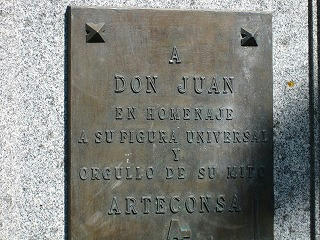 A
DON JUAN
EN HOMENAJE
A SU FIGURA UNIVERSAL
Y
ORGULLO DE SU MITO
ARTECONSA